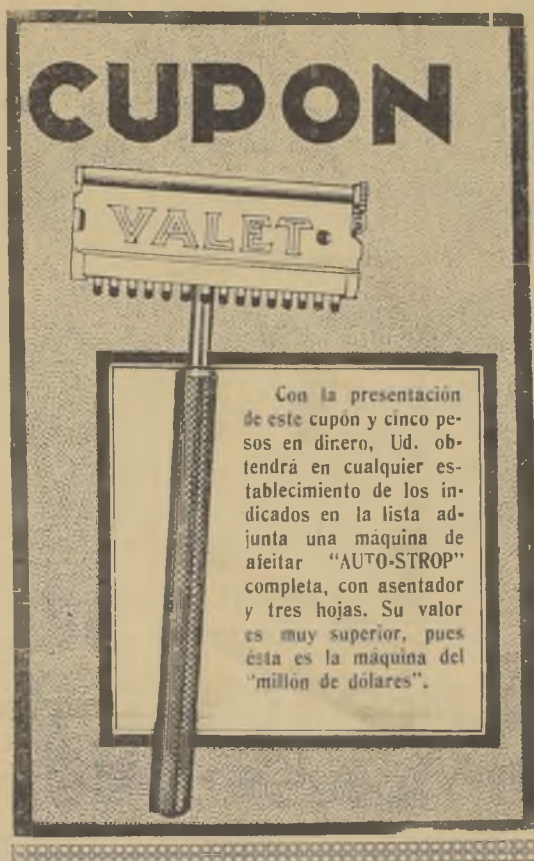 CUPON
VALET
Con la presentación
de este cupón y cinco pe-
sos en dinero, Ud. ob-
tendrá en cualquier es-
tablecimiento de los in-
dicados en la lista ad-
junta una máquina de
afeitar "AUTO-STROP"
completa, con asentador
y tres hojas. Su valor
es muy superior, pues
ésta es la máquina del
"millón de dólares".